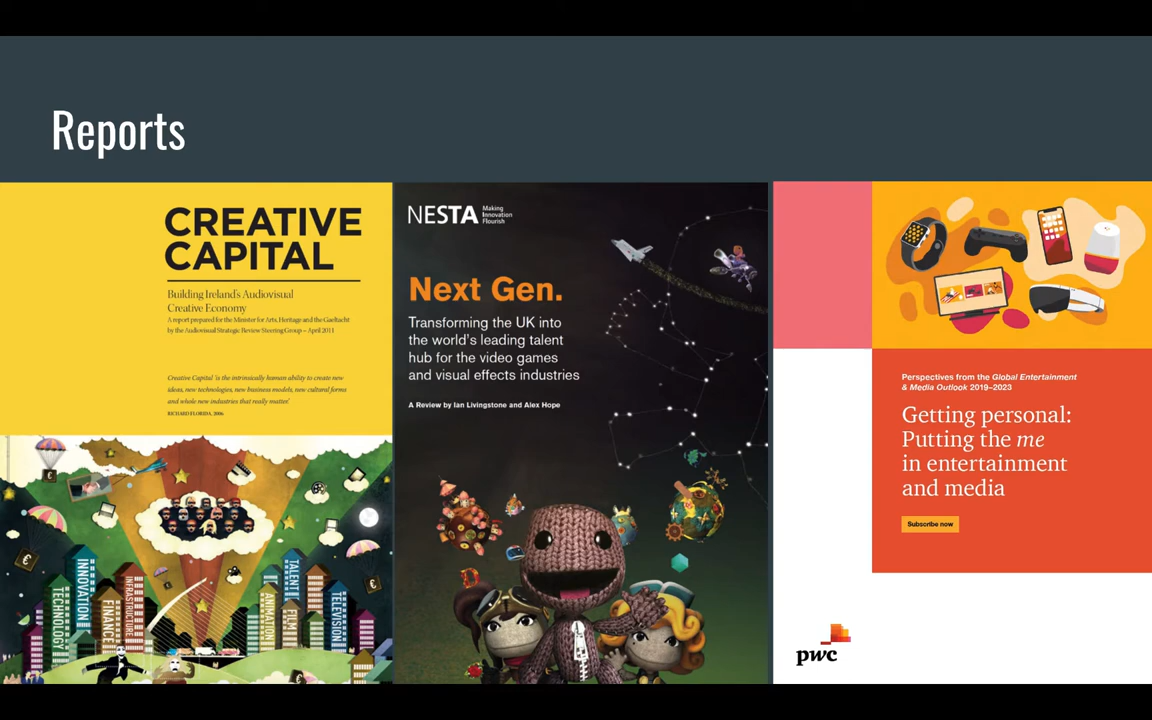 Reports
CREATIVE
CAPITAL
Building Ireland's Audiovisual
Creative Economy
A report prepared for the Minister for Arts, Heritage and the Gaeltacht
by the Audiovisual Strategic Review Steering Group – April 2011
Creative Capital 'is the intrinsically human ability to create new
ideas, new technologies, new business models, new cultural forms
and whole new industries that really matter.'
RICHARD FLORIDA, 2006
TECHNOLOGY
INNOVATION
FINANCE
INFRASTRUCTURE
ANIMATION
TALENT
FILM
TELEVISION
NESTA
Making
Innovation
Flourish
Next Gen.
Transforming the UK into
the world's leading talent
hub for the video games
and visual effects industries
A Review by Ian Livingstone and Alex Hope
Perspectives from the Global Entertainment
& Media Outlook 2019–2023
Getting personal:
Putting the me
in entertainment
and media
Subscribe now
pwc